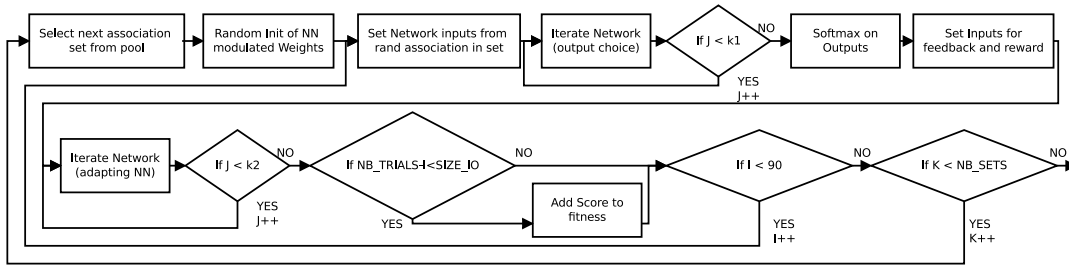 Select next association
set from pool
Random Init of NN
modulated Weights
Set Network inputs from
rand association in set
Iterate Network
(output choice)
If J < k1
NO
YES
J++
Softmax on
Outputs
Set Inputs for
feedback and reward
Iterate Network
(adapting NN)
If J < k2
NO
YES
J++
If NB_TRIALS-I<SIZE_IO
NO
YES
Add Score to
fitness
If I < 90
NO
YES
I++
If K < NB_SETS
NO
YES
K++